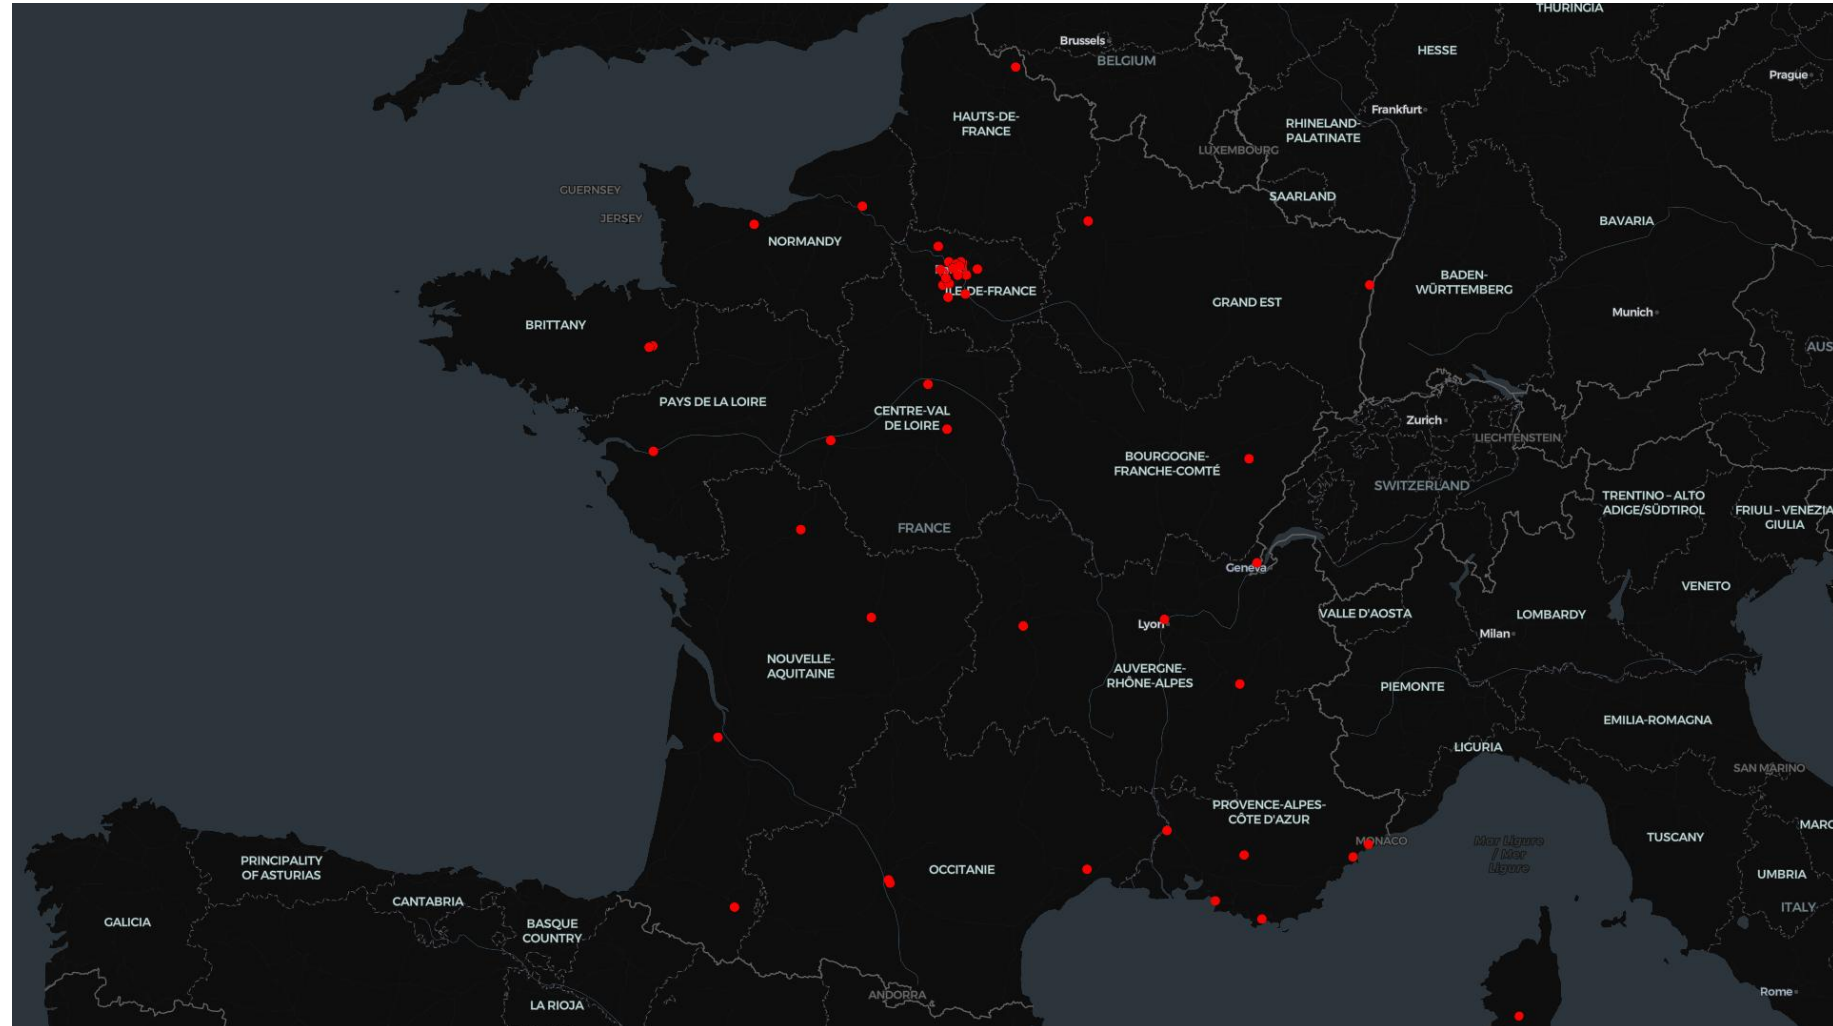 THURINGIA
Brussels
BELGIUM
HESSE
Prague
Frankfurt
HAUTS-DE-
FRANCE
RHINELAND-
PALATINATE
LUXEMBOURG
GUERNSEY
SAARLAND
JERSEY
BAVARIA
NORMANDY
BADEN-
WÜRTTEMBERG
ÎLE-DE-FRANCE
GRAND EST
Munich
BRITTANY
AUS
PAYS DE LA LOIRE
CENTRE-VAL
DE LOIRE
Zurich
LIECHTENSTEIN
BOURGOGNE-
FRANCHE-COMTÉ
SWITZERLAND
TRENTINO – ALTO
ADIGE/SÜDTIROL
FRIULI – VENEZIA
GIULIA
FRANCE
Geneva
VENETO
VALLE D'AOSTA
LOMBARDY
Lyon
Milan
NOUVELLE-
AQUITAINE
AUVERGNE-
RHÔNE-ALPES
PIEMONTE
EMILIA-ROMAGNA
LIGURIA
SAN MARINO
PROVENCE-ALPES-
CÔTE D'AZUR
MONACO
Mar Ligure
/ Mer
Ligure
TUSCANY
MARC
PRINCIPALITY
OF ASTURIAS
OCCITANIE
UMBRIA
CANTABRIA
ITALY
GALICIA
BASQUE
COUNTRY
ANDORRA
LA RIOJA
Rome